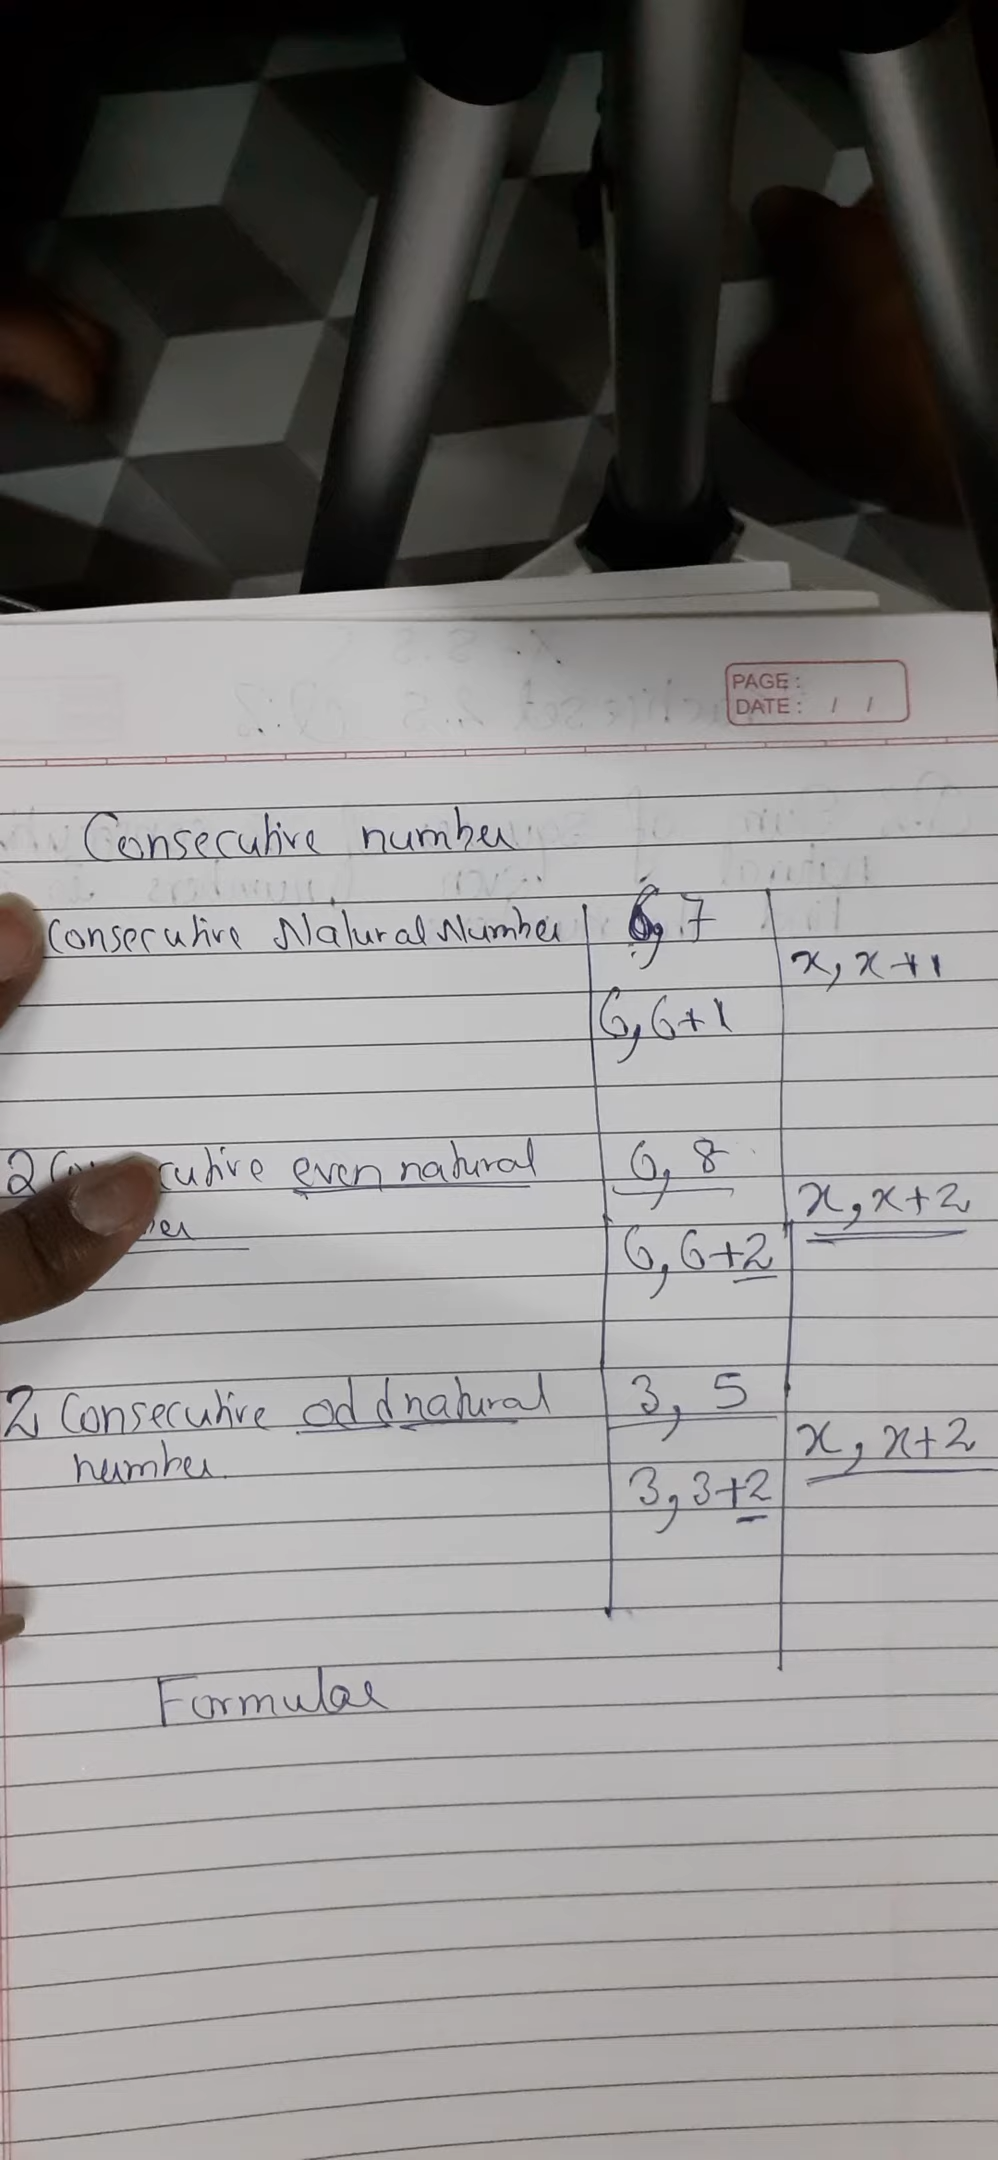 PAGE :
DATE : / /
Consecutive number
Consecutive Natural Number 6, 7
x, x+1
6, 6+1
2 even natural 6, 8
x, x+2
6, 6+2
2 Consecutive odd natural 3, 5
number. x, x+2
3, 3+2
Formulae